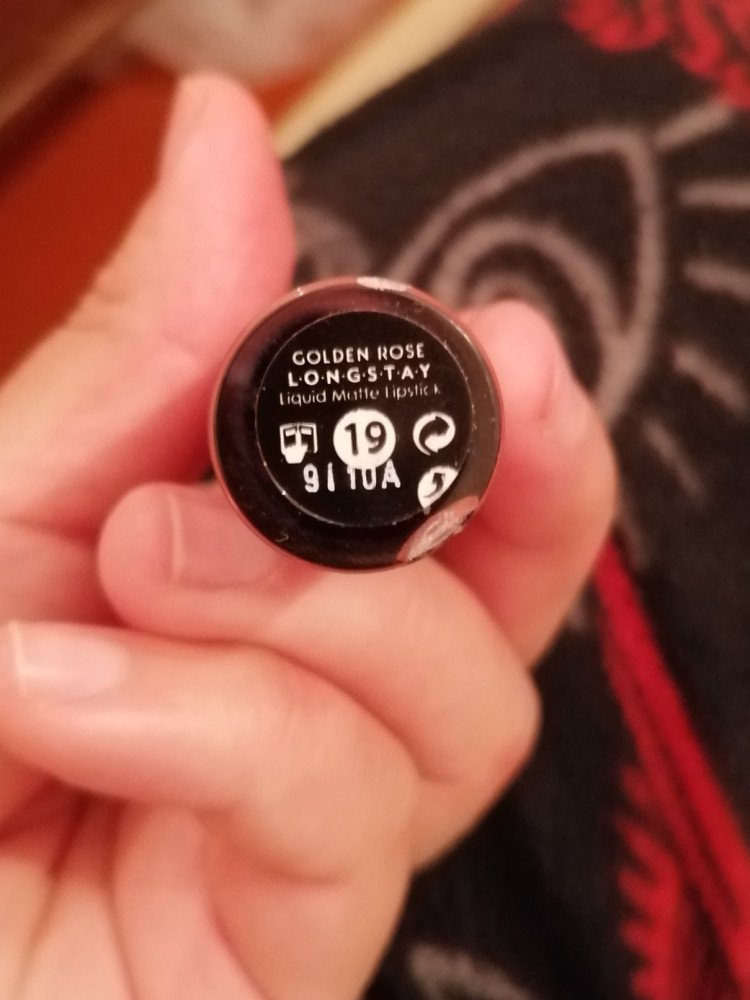 GOLDEN ROSE
L·O·N·G·S·T·A·Y
Liquid Matte Lipstick
19
9110A